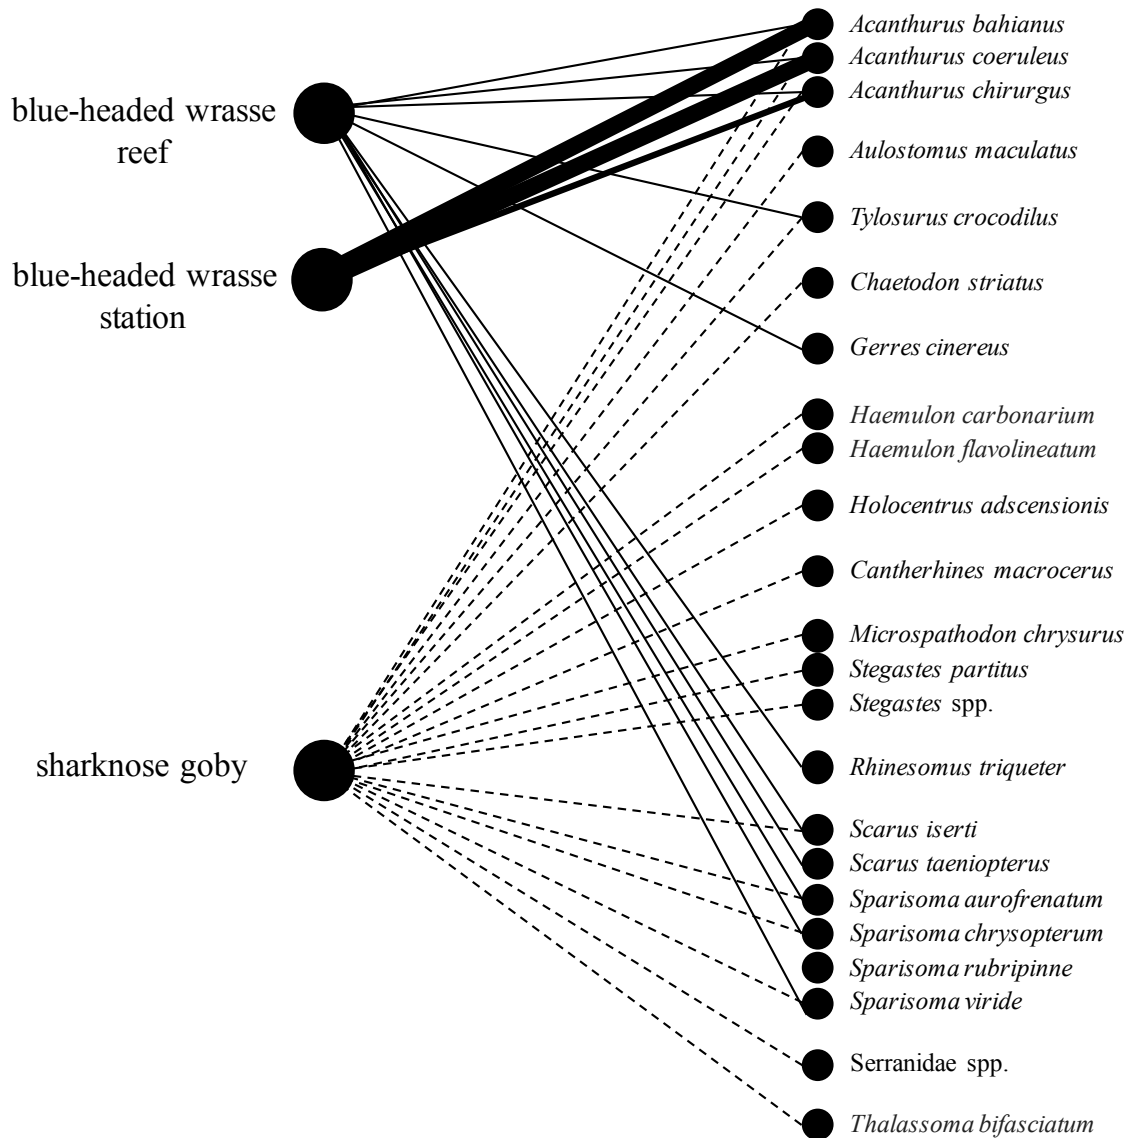 blue-headed wrasse
reef
blue-headed wrasse
station
sharknose goby
Acanthurus bahianus
Acanthurus coeruleus
Acanthurus chirurgus
Aulostomus maculatus
Tylosurus crocodilus
Chaetodon striatus
Gerres cinereus
Haemulon carbonarium
Haemulon flavolineatum
Holocentrus adscensionis
Cantherhines macrocerus
Microspathodon chrysurus
Stegastes partitus
Stegastes spp.
Rhinesomus triqueter
Scarus iserti
Scarus taeniopterus
Sparisoma aurofrenatum
Sparisoma chrysopterum
Sparisoma rubripinne
Sparisoma viride
Serranidae spp.
Thalassoma bifasciatum